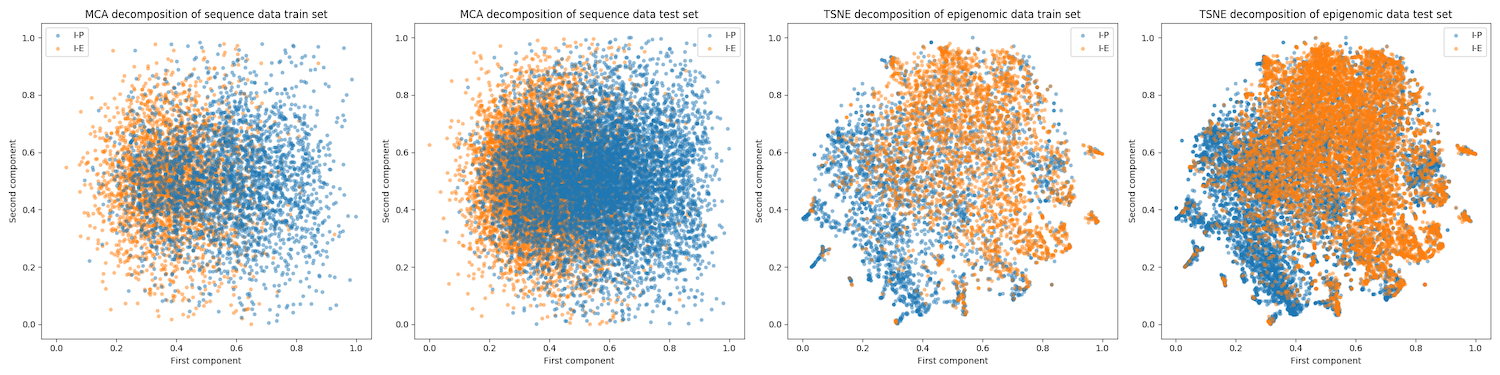 MCA decomposition of sequence data train set
I-P
I-E
1.0
0.8
0.6
0.4
0.2
0.0
Second component
0.0 0.2 0.4 0.6 0.8 1.0
First component
MCA decomposition of sequence data test set
I-P
I-E
1.0
0.8
0.6
0.4
0.2
0.0
Second component
0.0 0.2 0.4 0.6 0.8 1.0
First component
TSNE decomposition of epigenomic data train set
I-P
I-E
1.0
0.8
0.6
0.4
0.2
0.0
Second component
0.0 0.2 0.4 0.6 0.8 1.0
First component
TSNE decomposition of epigenomic data test set
I-P
I-E
1.0
0.8
0.6
0.4
0.2
0.0
Second component
0.0 0.2 0.4 0.6 0.8 1.0
First component